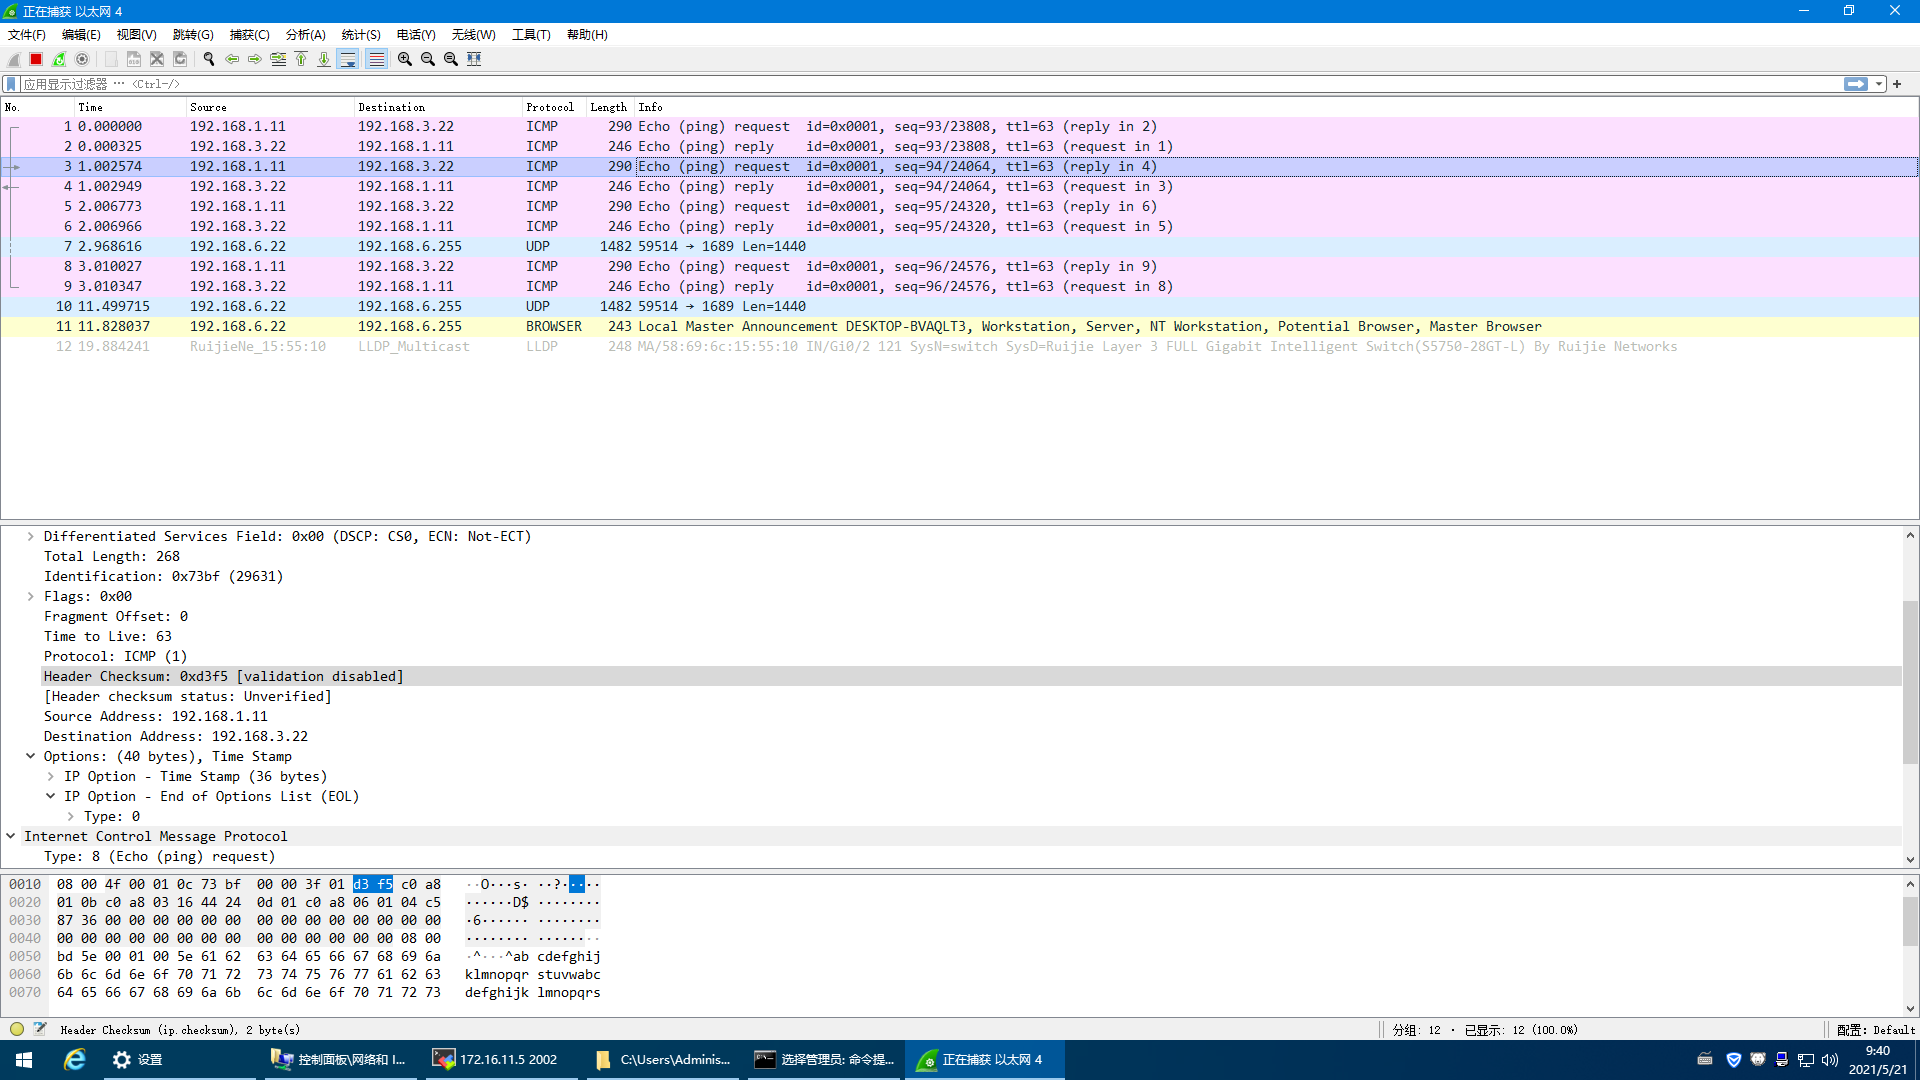 正在捕获 以太网 4
文件(F) 编辑(E) 视图(V) 跳转(G) 捕获(C) 分析(A) 统计(S) 电话(Y) 无线(W) 工具(T) 帮助(H)
应用显示过滤器 … <Ctrl-/>
No. Time Source Destination Protocol Length Info
1 0.000000 192.168.1.11 192.168.3.22 ICMP 290 Echo (ping) request id=0x0001, seq=93/23808, ttl=63 (reply in 2)
2 0.000325 192.168.3.22 192.168.1.11 ICMP 246 Echo (ping) reply id=0x0001, seq=93/23808, ttl=63 (request in 1)
3 1.002574 192.168.1.11 192.168.3.22 ICMP 290 Echo (ping) request id=0x0001, seq=94/24064, ttl=63 (reply in 4)
4 1.002949 192.168.3.22 192.168.1.11 ICMP 246 Echo (ping) reply id=0x0001, seq=94/24064, ttl=63 (request in 3)
5 2.006773 192.168.1.11 192.168.3.22 ICMP 290 Echo (ping) request id=0x0001, seq=95/24320, ttl=63 (reply in 6)
6 2.006966 192.168.3.22 192.168.1.11 ICMP 246 Echo (ping) reply id=0x0001, seq=95/24320, ttl=63 (request in 5)
7 2.968616 192.168.6.22 192.168.6.255 UDP 1482 59514 → 1689 Len=1440
8 3.010027 192.168.1.11 192.168.3.22 ICMP 290 Echo (ping) request id=0x0001, seq=96/24576, ttl=63 (reply in 9)
9 3.010347 192.168.3.22 192.168.1.11 ICMP 246 Echo (ping) reply id=0x0001, seq=96/24576, ttl=63 (request in 8)
10 11.499715 192.168.6.22 192.168.6.255 UDP 1482 59514 → 1689 Len=1440
11 11.828037 192.168.6.22 192.168.6.255 BROWSER 243 Local Master Announcement DESKTOP-BVAQLT3, Workstation, Server, NT Workstation, Potential Browser, Master Browser
12 19.884241 RuijieNe_15:55:10 LLDP_Multicast LLDP 248 MA/58:69:6c:15:55:10 IN/Gi0/2 121 SysN=switch SysD=Ruijie Layer 3 FULL Gigabit Intelligent Switch(S5750-28GT-L) By Ruijie Networks
Differentiated Services Field: 0x00 (DSCP: CS0, ECN: Not-ECT)
Total Length: 268
Identification: 0x73bf (29631)
Flags: 0x00
Fragment Offset: 0
Time to Live: 63
Protocol: ICMP (1)
Header Checksum: 0xd3f5 [validation disabled]
[Header checksum status: Unverified]
Source Address: 192.168.1.11
Destination Address: 192.168.3.22
Options: (40 bytes), Time Stamp
IP Option - Time Stamp (36 bytes)
IP Option - End of Options List (EOL)
Type: 0
Internet Control Message Protocol
Type: 8 (Echo (ping) request)
0010 08 00 4f 00 01 0c 73 bf 00 00 3f 01 d3 f5 c0 a8 ··O···s· ··?·····
0020 01 0b c0 a8 03 16 44 24 0d 01 c0 a8 06 01 04 c5 ······D$ ········
0030 87 36 00 00 00 00 00 00 00 00 00 00 00 00 00 00 ·6······ ········
0040 00 00 00 00 00 00 00 00 00 00 00 00 00 00 08 00 ········ ········
0050 bd 5e 00 01 00 5e 61 62 63 64 65 66 67 68 69 6a ·^···^ab cdefghij
0060 6b 6c 6d 6e 6f 70 71 72 73 74 75 76 77 61 62 63 klmnopqr stuvwabc
0070 64 65 66 67 68 69 6a 6b 6c 6d 6e 6f 70 71 72 73 defghijk lmnopqrs
Header Checksum (ip.checksum), 2 byte(s) 分组: 12 · 已显示: 12 (100.0%) 配置: Default
设置 控制面板\网络和 I... 172.16.11.5 2002 C:\Users\Adminis... 选择管理员: 命令提... 正在捕获 以太网 4 9:40
2021/5/21